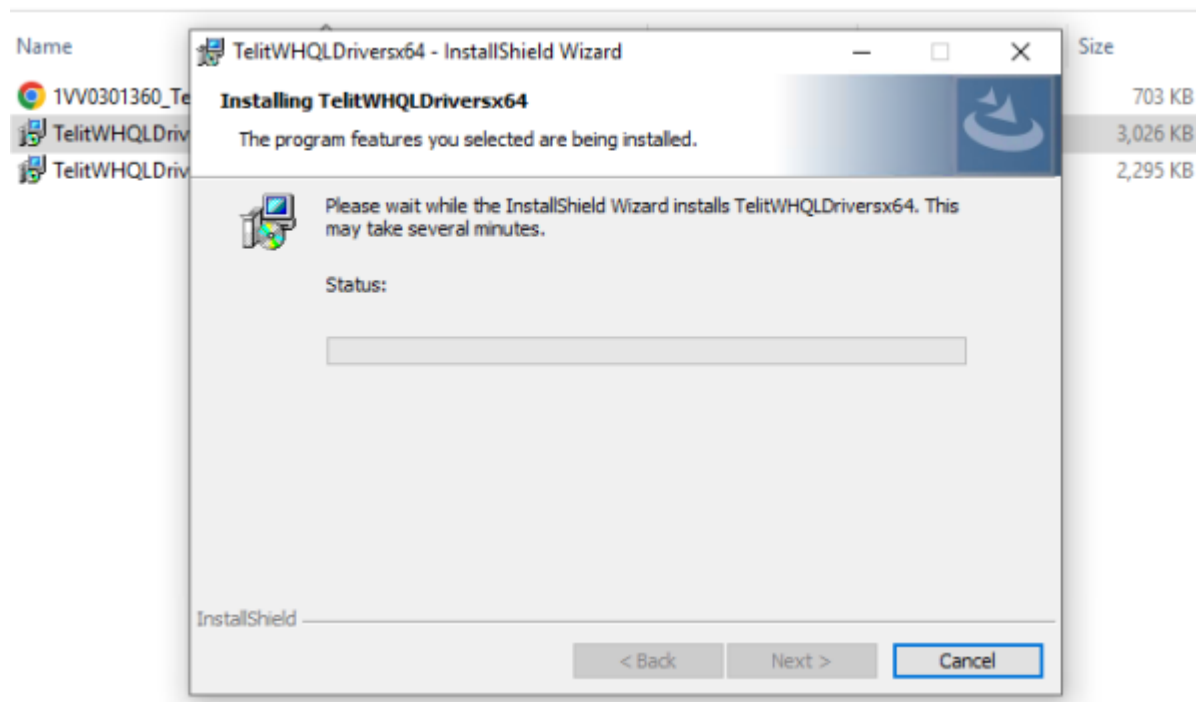 Name
Size
1VV0301360_Te
703 KB
TelitWHQLDriv
3,026 KB
TelitWHQLDriv
2,295 KB
TelitWHQLDriversx64 - InstallShield Wizard
Installing TelitWHQLDriversx64
The program features you selected are being installed.
Please wait while the InstallShield Wizard installs TelitWHQLDriversx64. This
may take several minutes.
Status:
InstallShield
< Back
Next >
Cancel